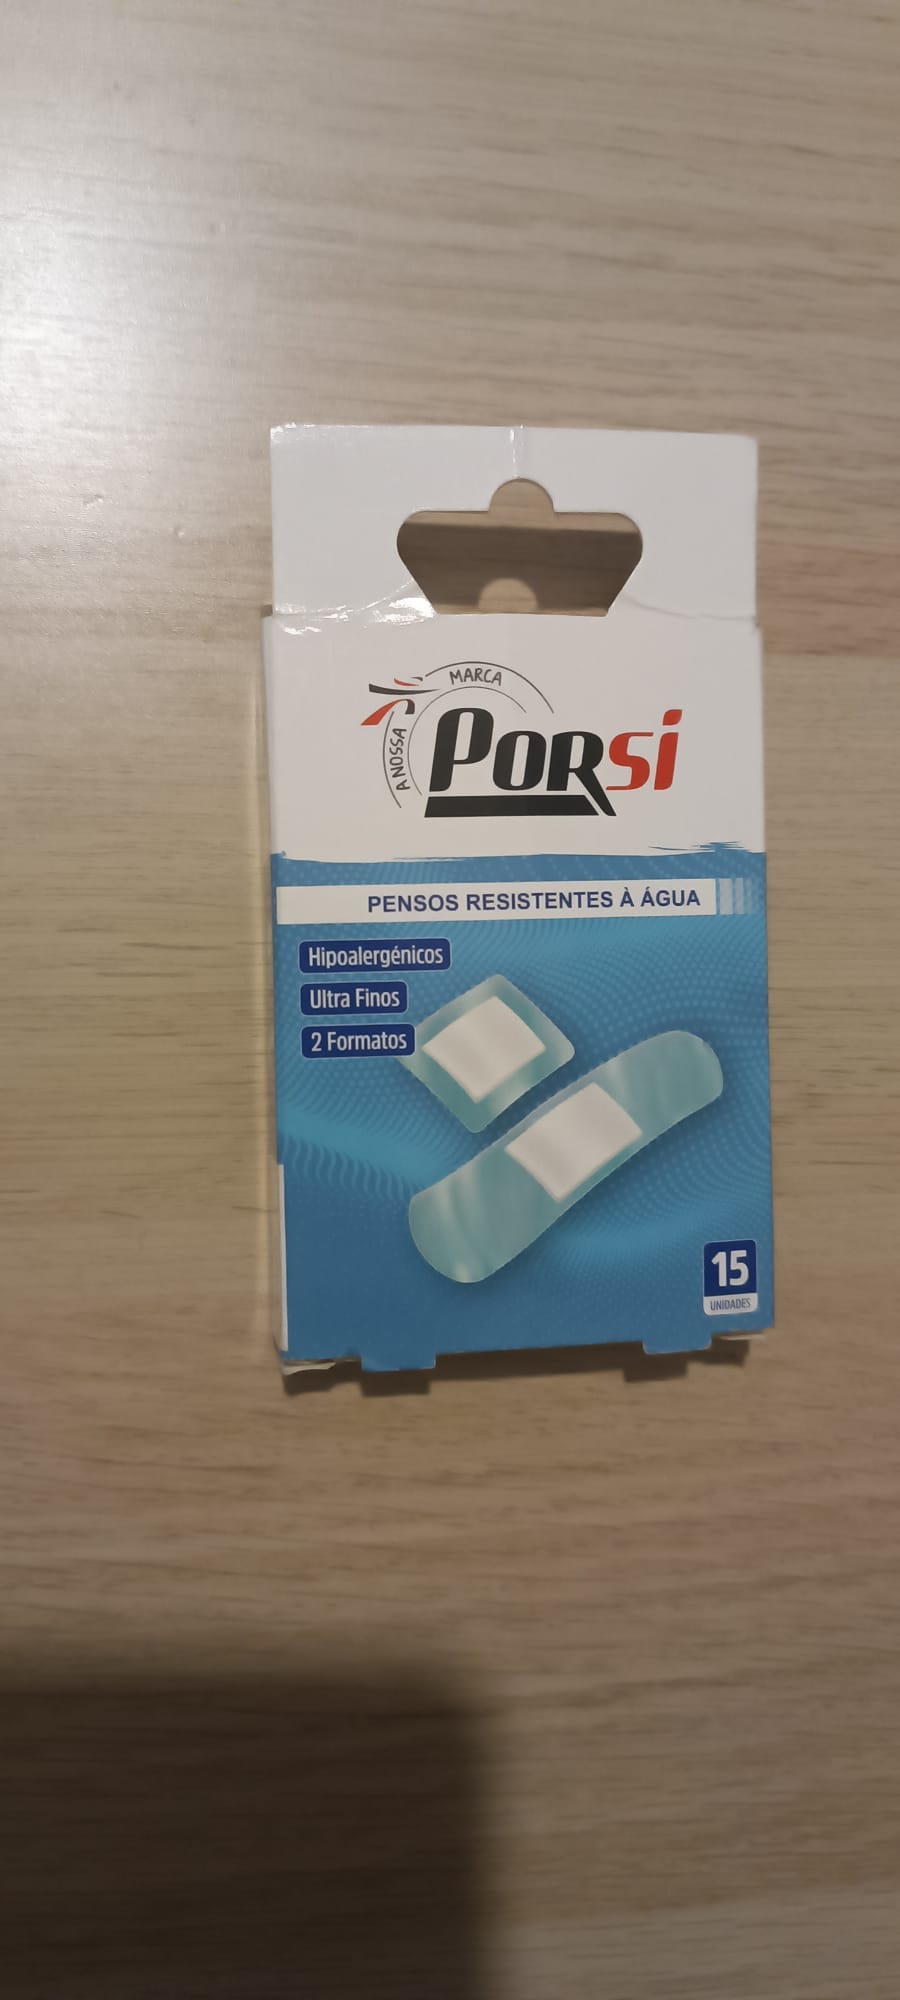 A NOSSA MARCA
PORSI
PENSOS RESISTENTES À ÁGUA
Hipoalergénicos
Ultra Finos
2 Formatos
15
UNIDADES